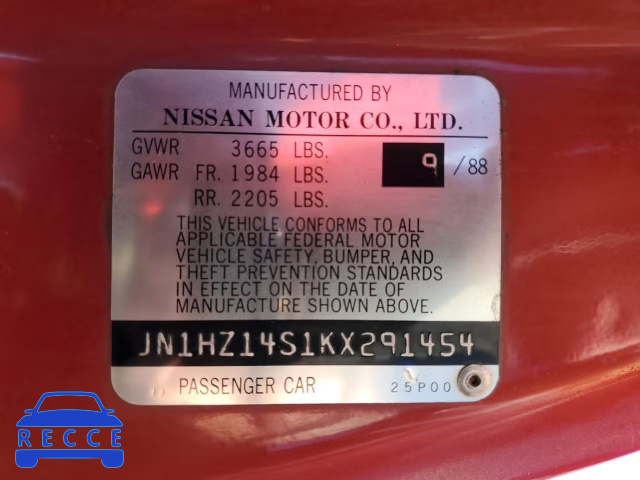 MANUFACTURED BY
NISSAN MOTOR CO., LTD.
GVWR 3665 LBS. 9/88
GAWR FR. 1984 LBS.
RR. 2205 LBS.
THIS VEHICLE CONFORMS TO ALL
APPLICABLE FEDERAL MOTOR
VEHICLE SAFETY, BUMPER, AND
THEFT PREVENTION STANDARDS
IN EFFECT ON THE DATE OF
MANUFACTURE SHOWN ABOVE.
JN1HZ14S1KX291454
PASSENGER CAR 25P00
RECCE